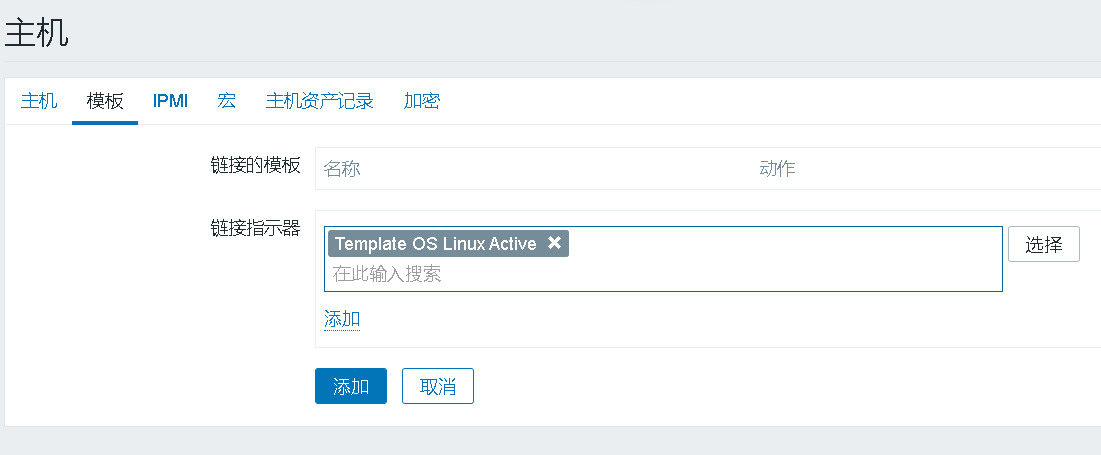 主机
主机 模板 IPMI 宏 主机资产记录 加密
链接的模板 名称 动作
链接指示器 Template OS Linux Active ✖ 选择
在此输入搜索
添加
添加 取消